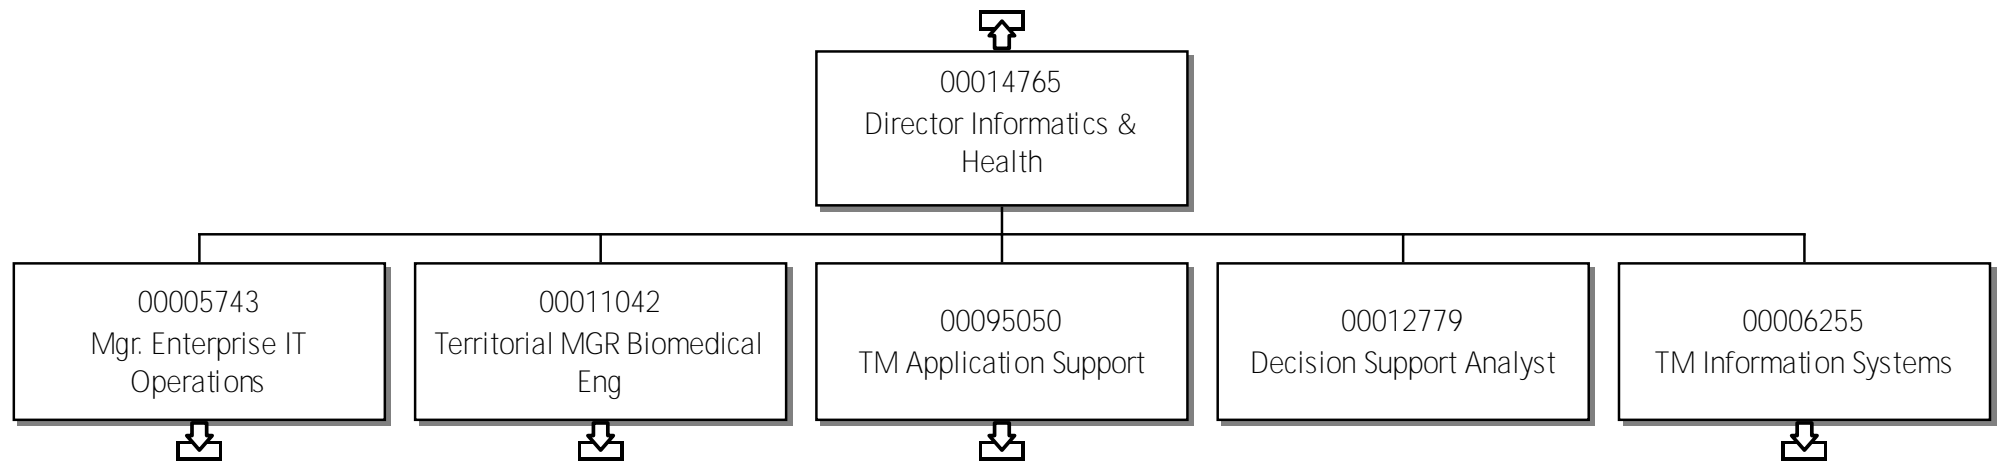 00014765
Director Informatics &
Health
00005743
Mgr. Enterprise IT
Operations
00011042
Territorial MGR Biomedical
Eng
00095050
TM Application Support
00012779
Decision Support Analyst
00006255
TM Information Systems